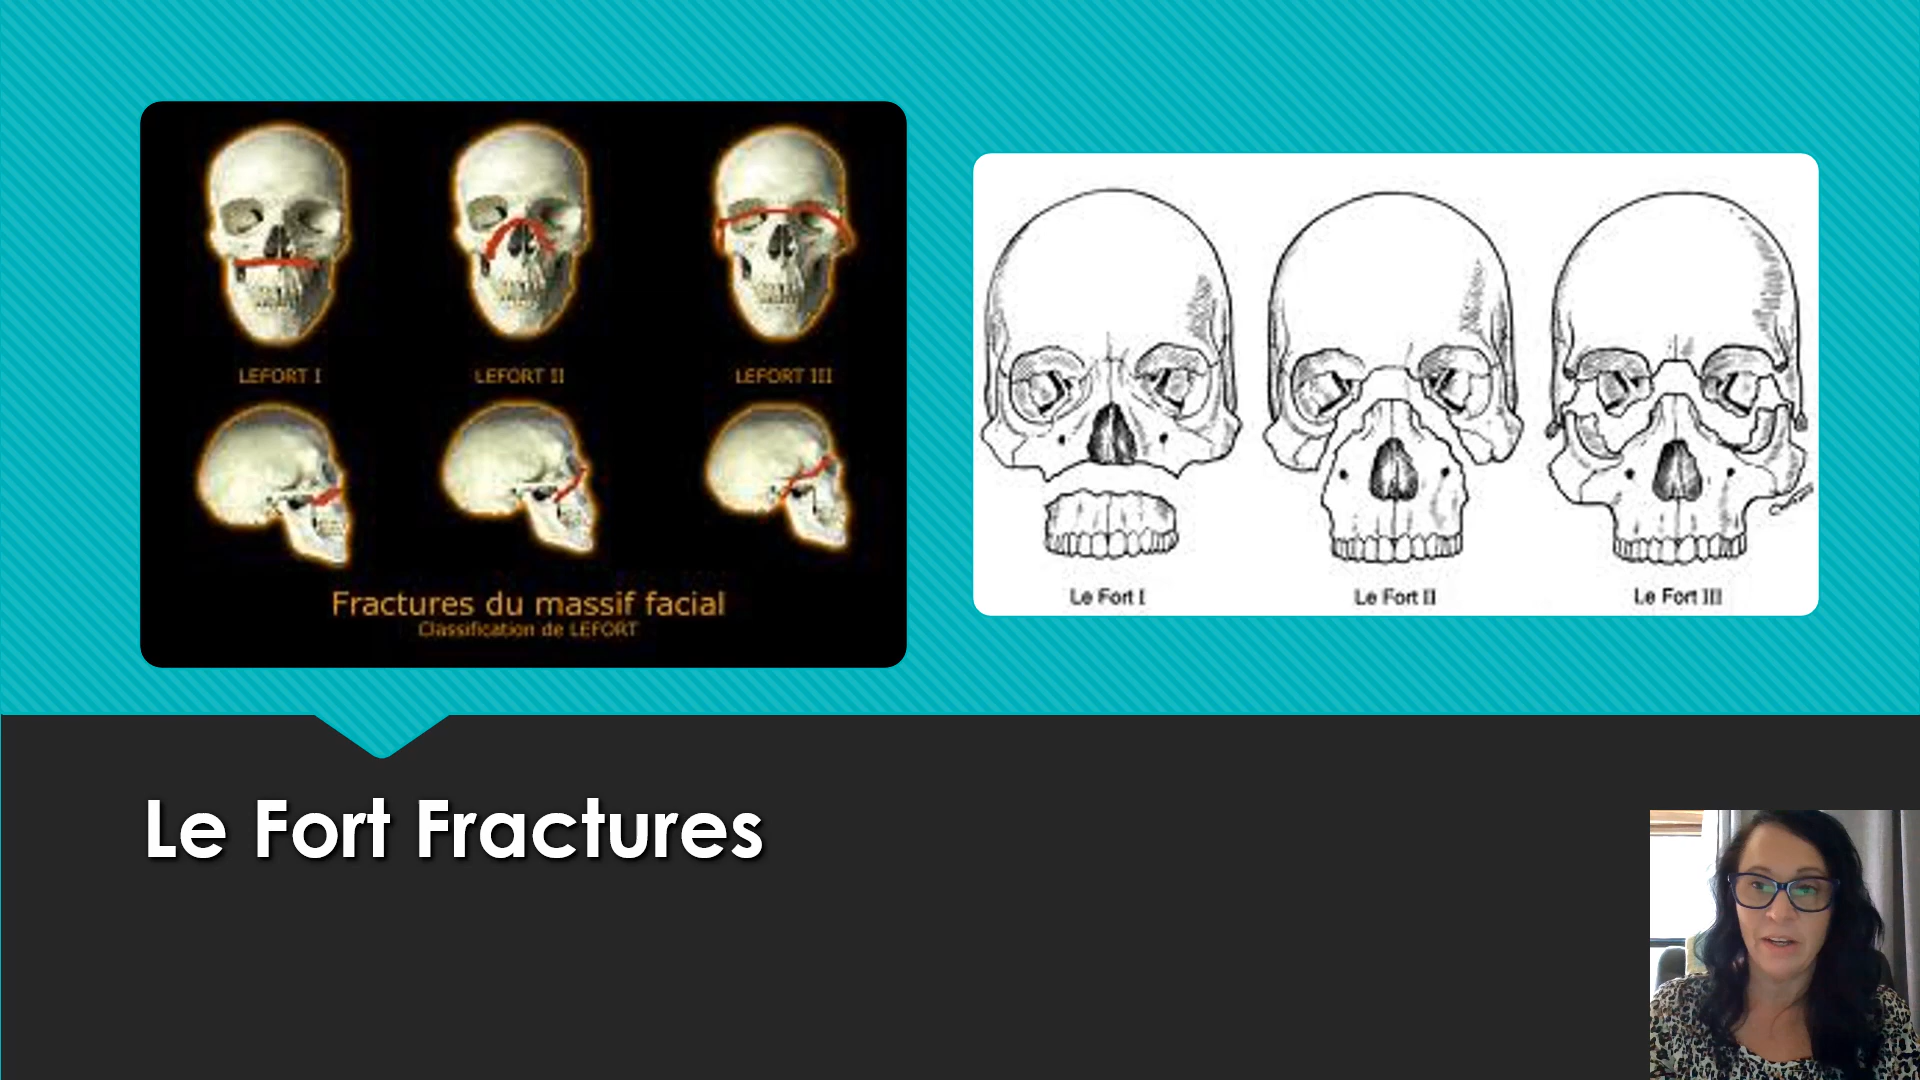 LEFORT I
LEFORT II
LEFORT III
Fractures du massif facial
Classification de LEFORT
Le Fort I
Le Fort II
Le Fort III
Le Fort Fractures